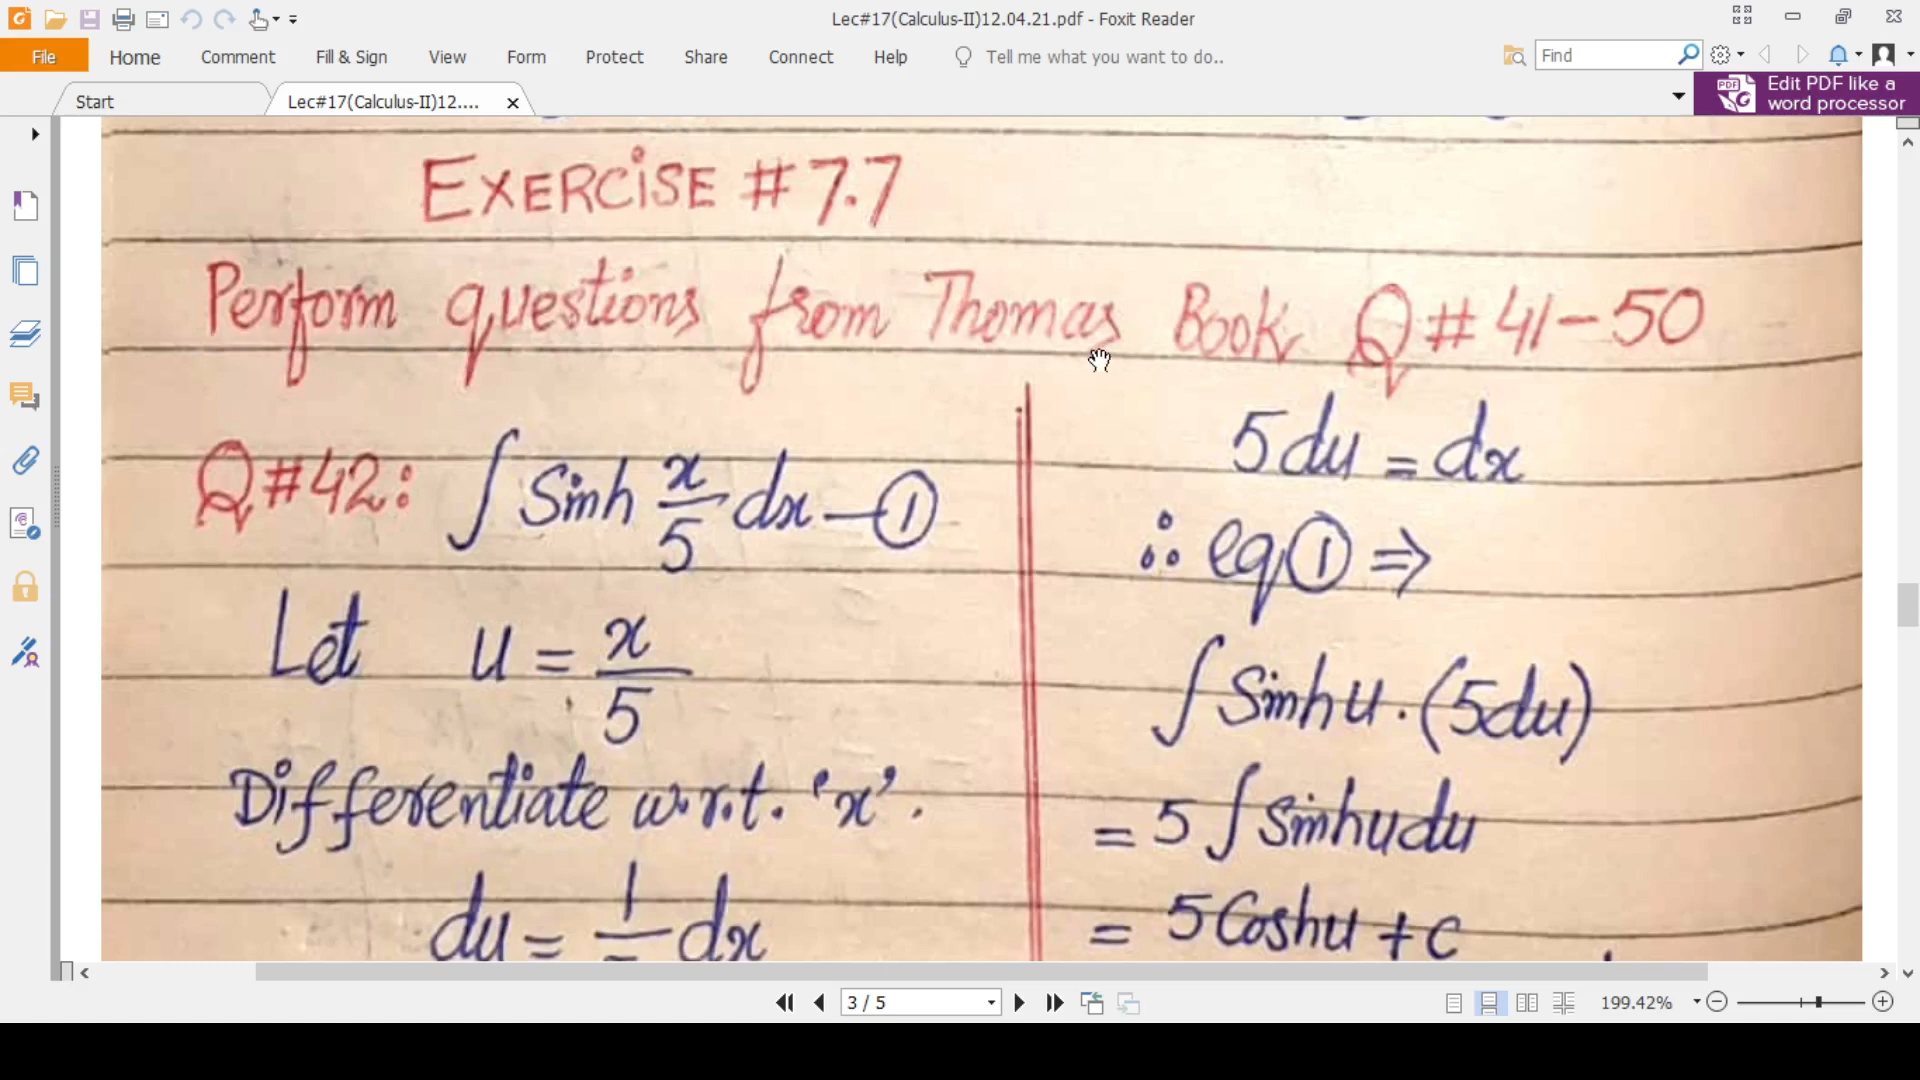 Lec#17(Calculus-II)12.04.21.pdf - Foxit Reader
File Home Comment Fill & Sign View Form Protect Share Connect Help Tell me what you want to do.. Find
Start Lec#17(Calculus-II)12.... Edit PDF like a
word processor
EXERCISE # 7.7
Perform questions from Thomas Book Q# 41-50
Q#42: ∫ Sinh x/5 dx — ①
Let u = x/5
Differentiate w.r.t. 'x'.
du = 1/ dx
5du = dx
∴ eq ① ⇒
∫ Sinhu . (5du)
= 5 ∫ Sinhudu
= 5 Coshu + c
3 / 5 199.42%